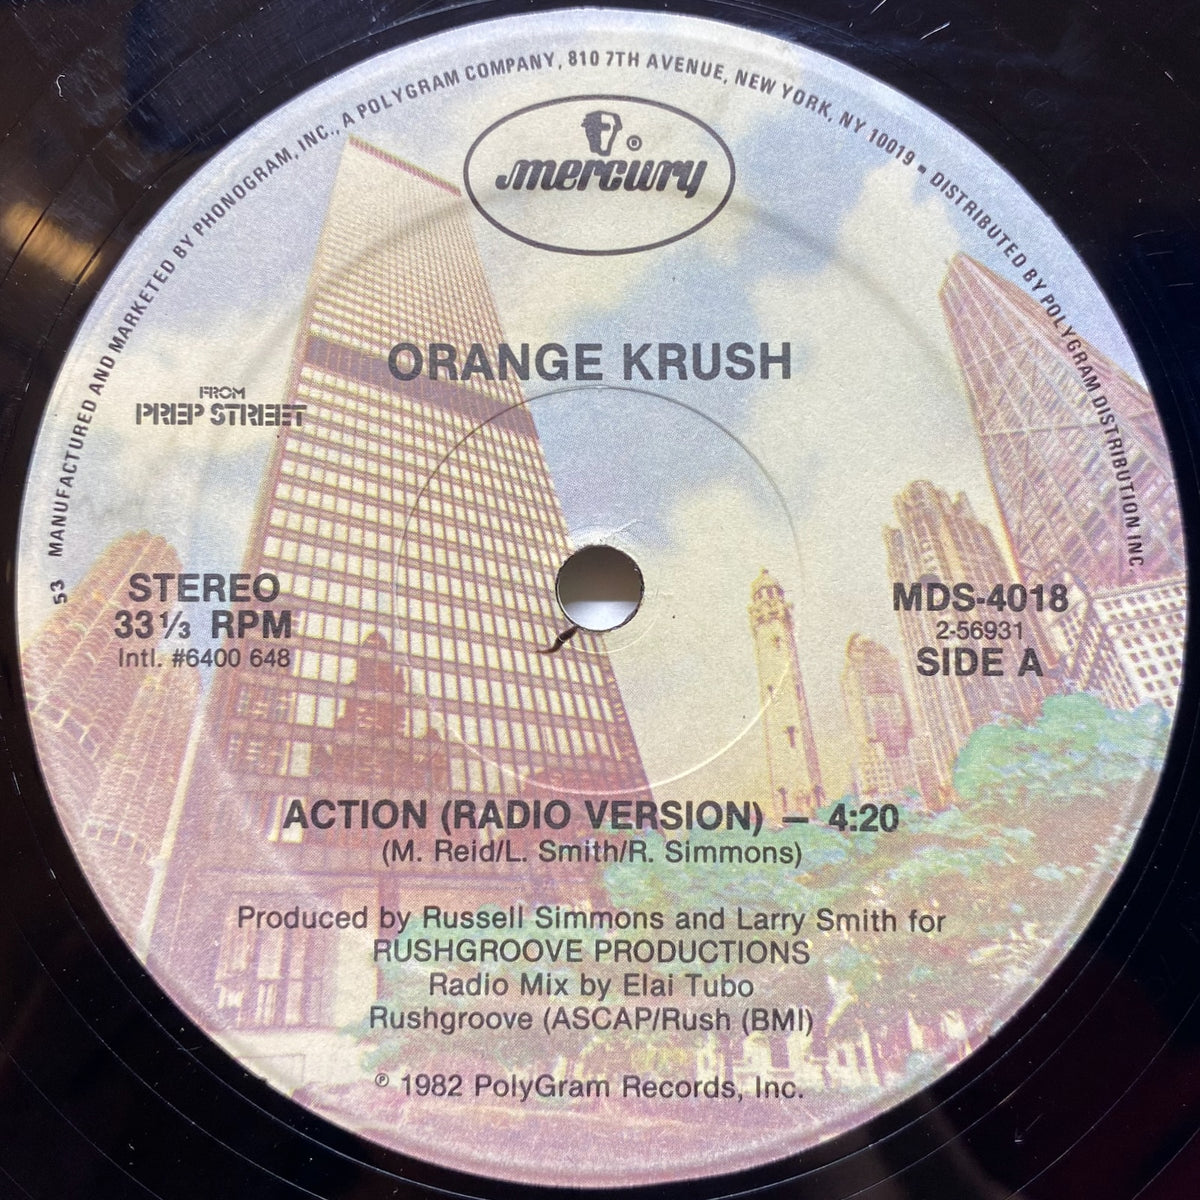 53 MANUFACTURED AND MARKETED BY PHONOGRAM, INC., A POLYGRAM COMPANY, 810 7TH AVENUE, NEW YORK, NY 10019 • DISTRIBUTED BY POLYGRAM DISTRIBUTION INC.
mercury®
ORANGE KRUSH
FROM
PREP STREET
STEREO
33 1/3 RPM
Intl. #6400 648
MDS-4018
2-56931
SIDE A
ACTION (RADIO VERSION) — 4:20
(M. Reid/L. Smith/R. Simmons)
Produced by Russell Simmons and Larry Smith for
RUSHGROOVE PRODUCTIONS
Radio Mix by Elai Tubo
Rushgroove (ASCAP/Rush (BMI)
℗ 1982 PolyGram Records, Inc.